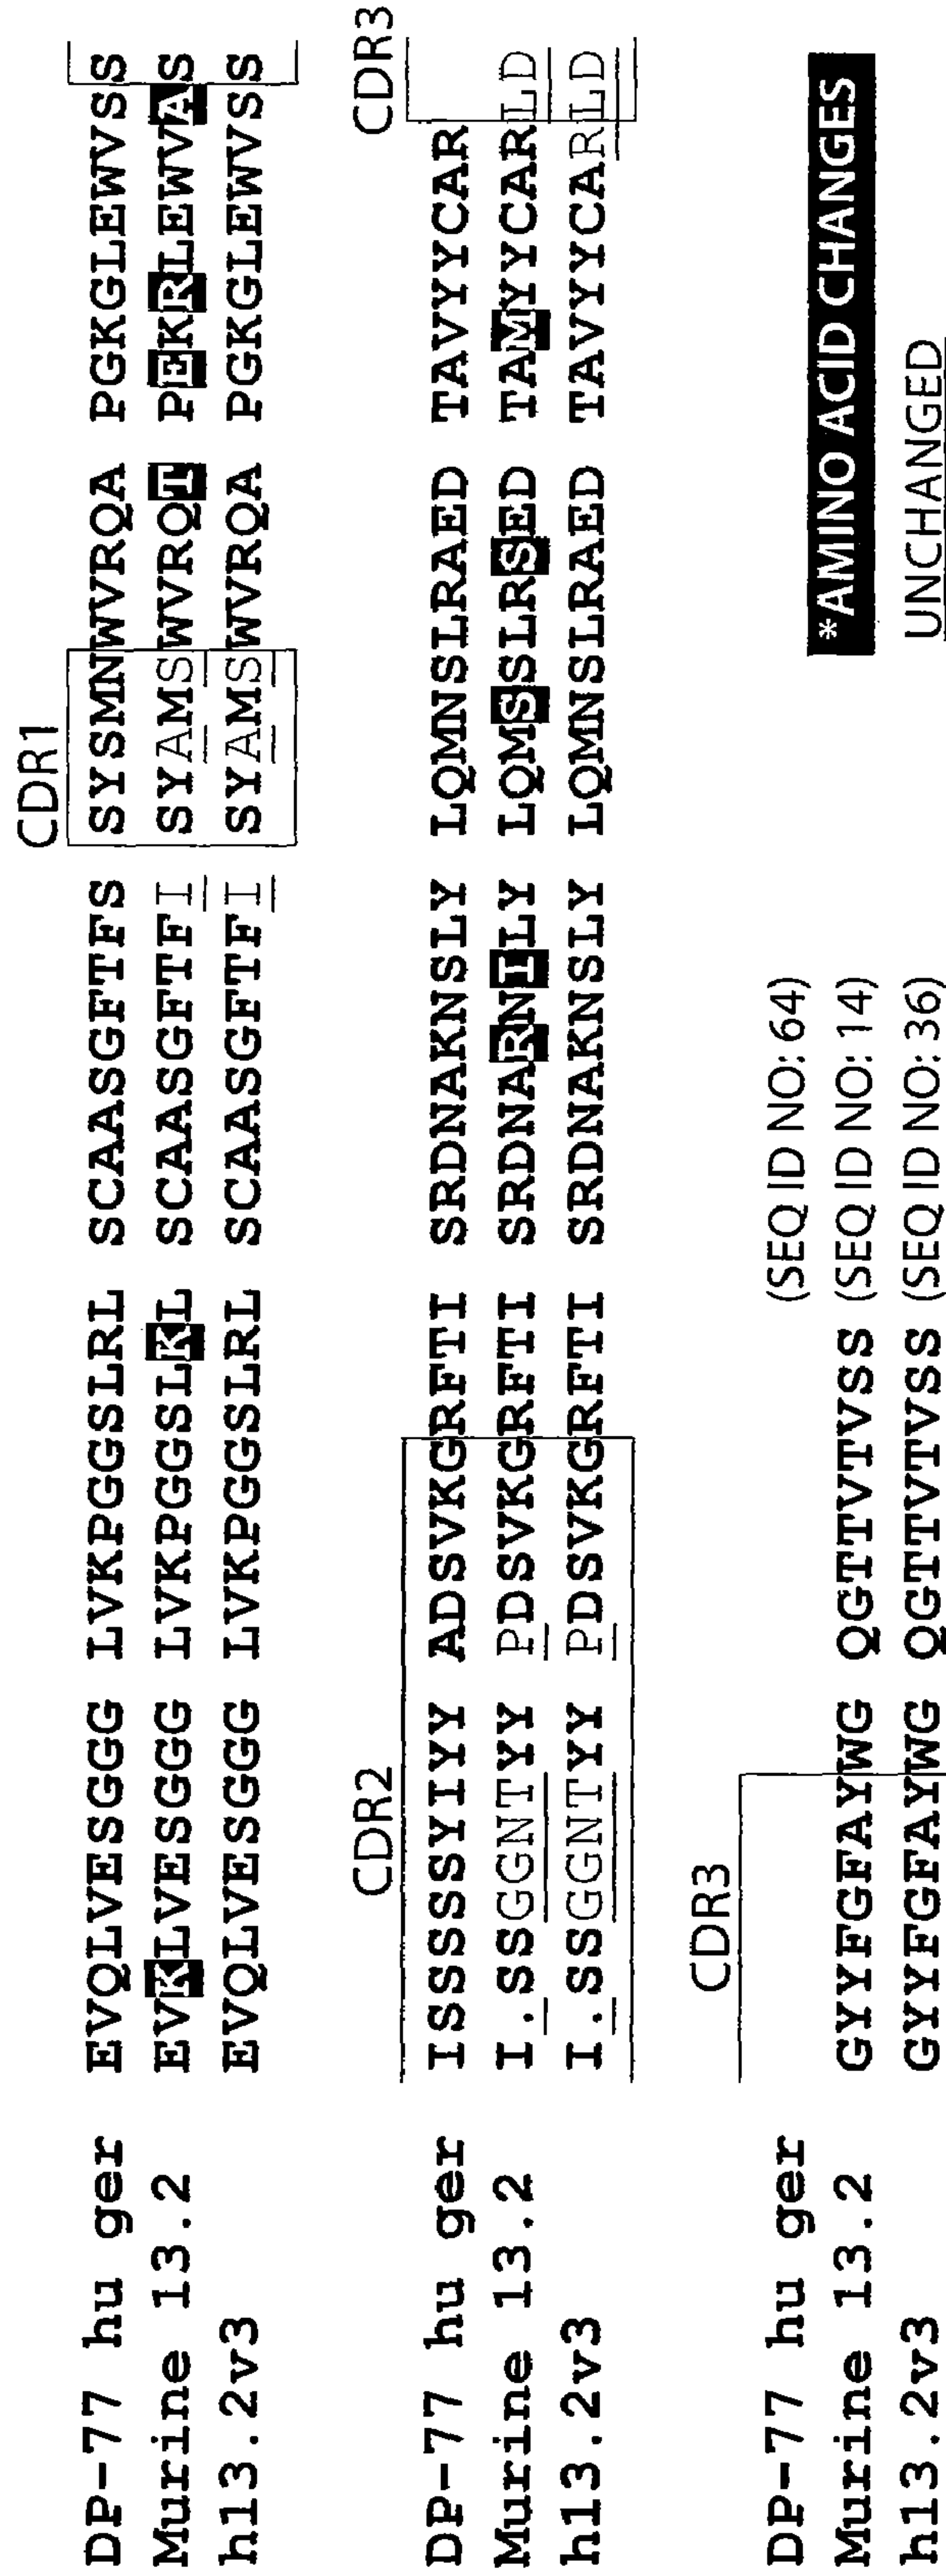 CDR1
DP-77 hu ger EVQLVESGGG LVKPGGSLRL SCAASGFTFS SYSMNWVRQA PGKGLEWVSS
Murine 13.2 EVKLVESGGG LVKPGGSLKL SCAASGFTFI SYAMSWVRQT PEKRLEWVAS
h13.2v3 EVQLVESGGG LVKPGGSLRL SCAASGFTFI SYAMSWVRQA PGKGLEWVSS
CDR2 CDR3
DP-77 hu ger ISSSSSYIYY ADSVKGRFTI SRDNAKNSLY LQMNSLRAED TAVYYCAR
Murine 13.2 I.SSGGNTYY PDSVKGRFTI SRDNARNILY LQMSSLRSED TAMYYCARLD
h13.2v3 I.SSGGNTYY PDSVKGRFTI SRDNAKNSLY LQMNSLRAED TAVYYCARLD
CDR3
DP-77 hu ger (SEQ ID NO: 64)
Murine 13.2 GYYFGFAYWG QGTTVTVSS (SEQ ID NO: 14)
h13.2v3 GYYFGFAYWG QGTTVTVSS (SEQ ID NO: 36)
*AMINO ACID CHANGES
UNCHANGED